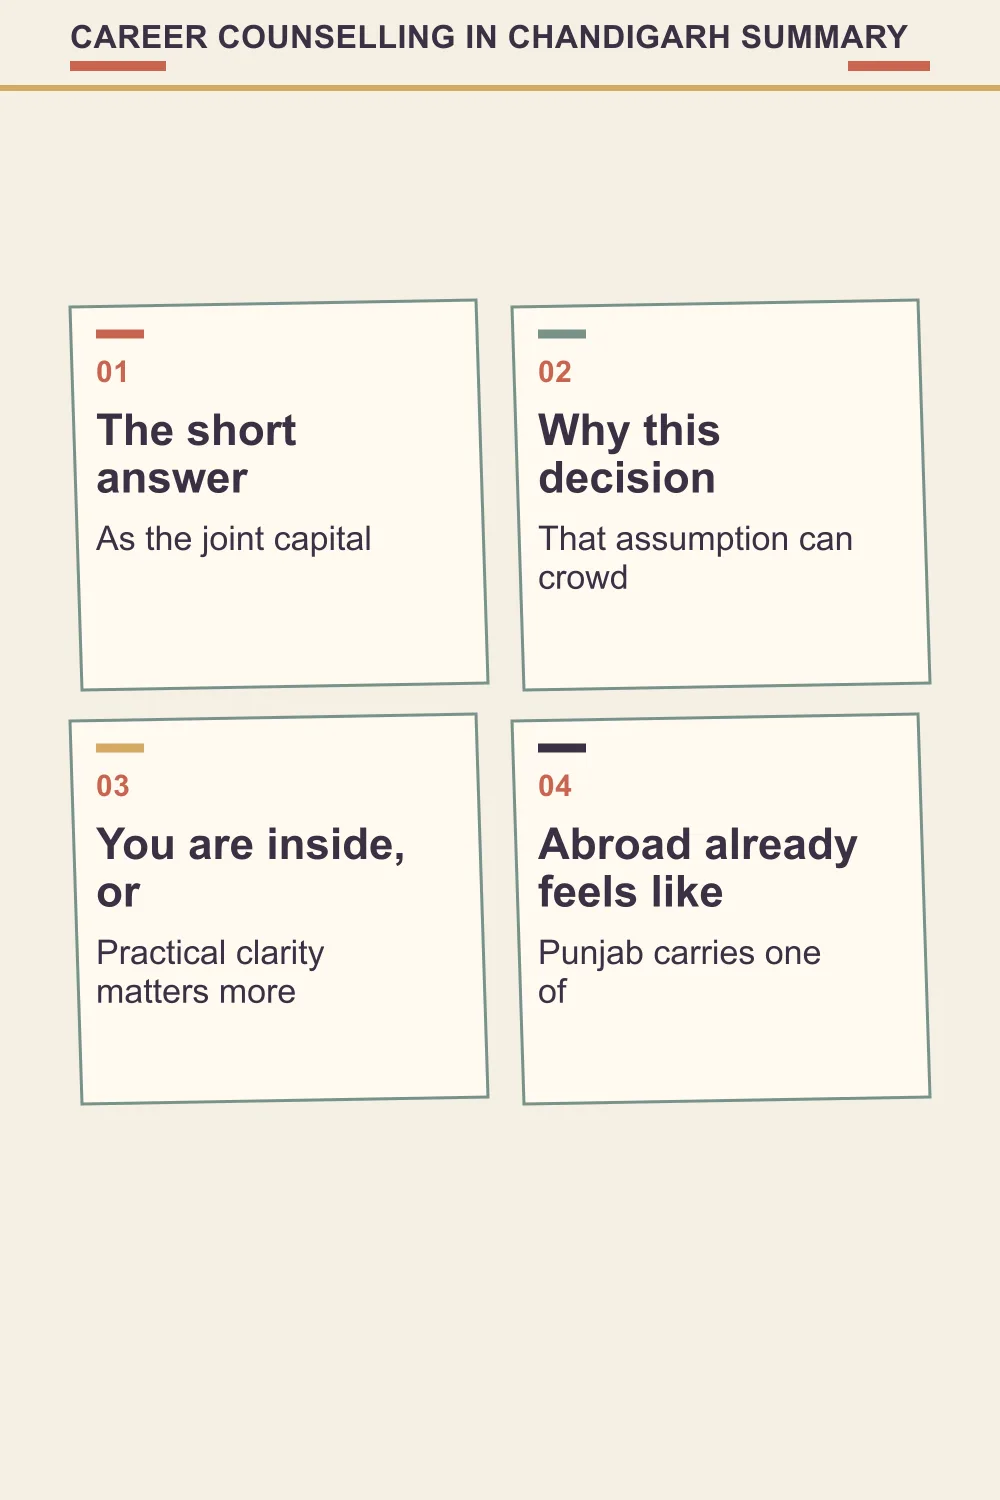 CAREER COUNSELLING IN CHANDIGARH SUMMARY
01
The short
answer
As the joint capital
02
Why this
decision
That assumption can
crowd
03
You are inside,
or
Practical clarity
matters more
04
Abroad already
feels like
Punjab carries one
of